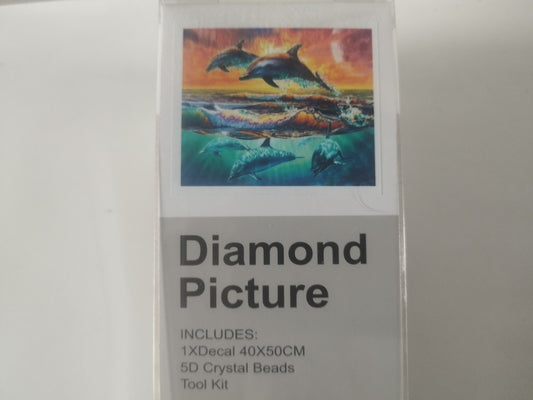 Diamond
Picture
INCLUDES:
1XDecal 40X50CM
5D Crystal Beads
Tool Kit